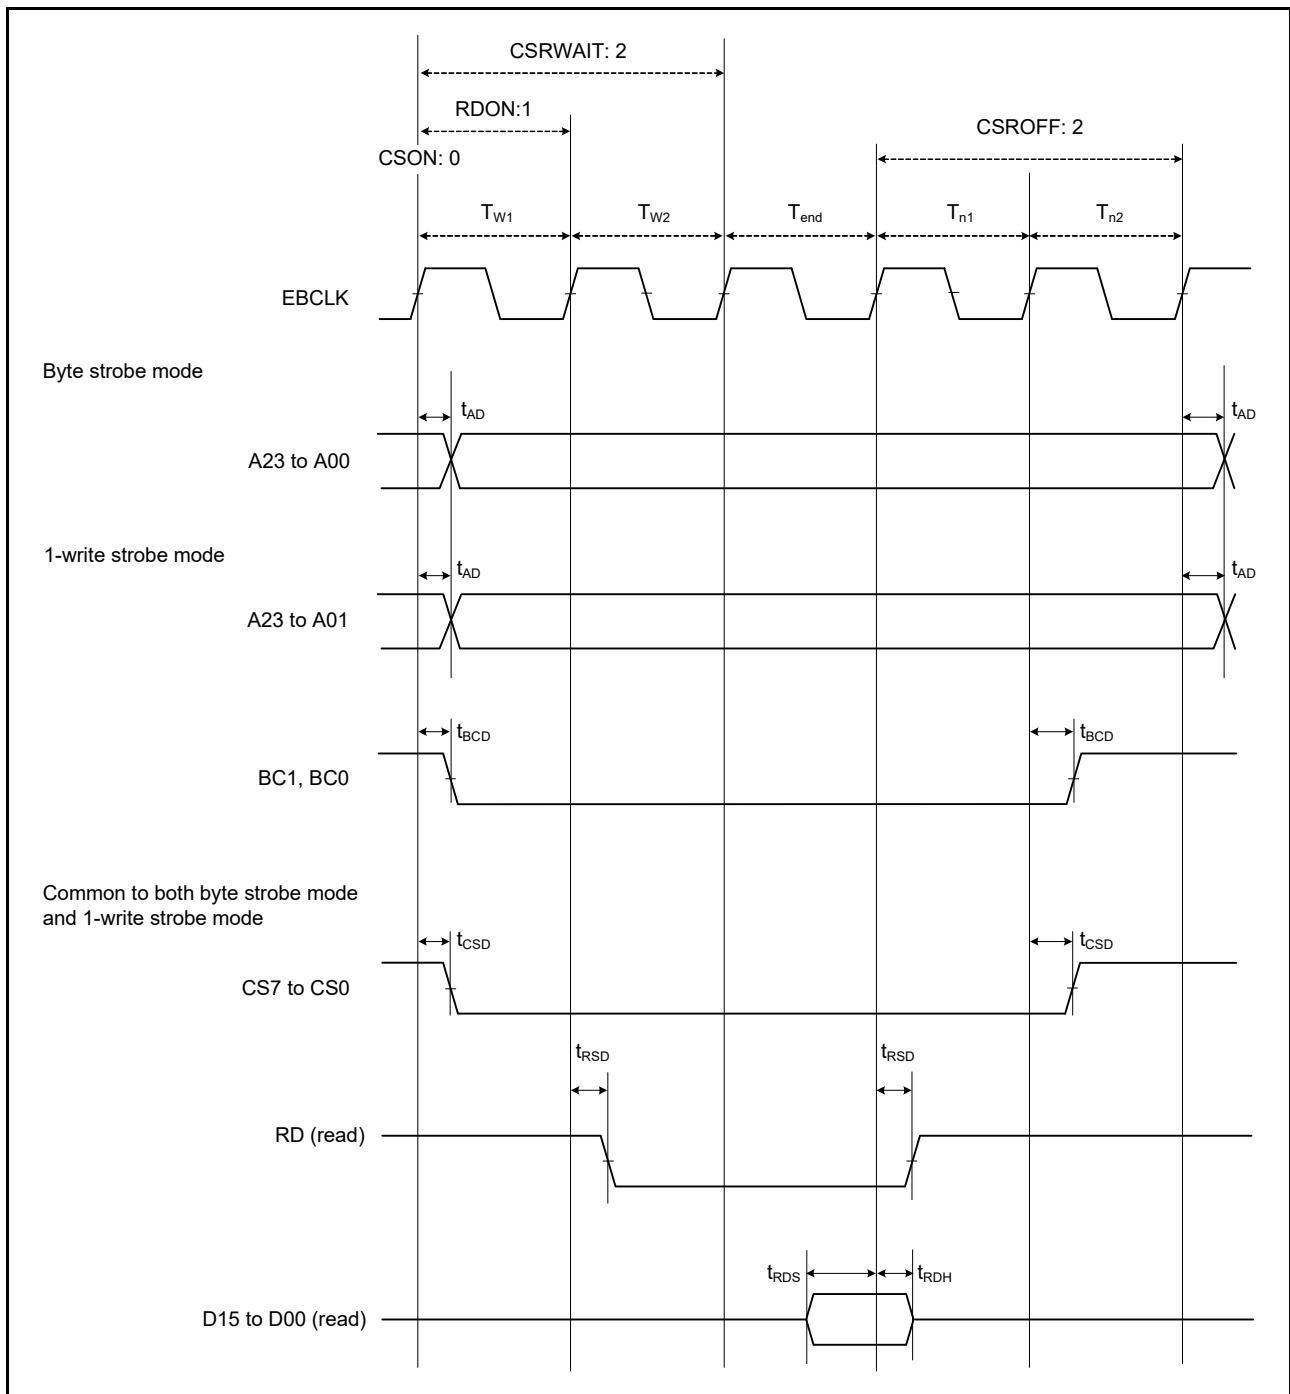 CSRWAIT: 2
RDON:1
CSROFF: 2
CSON: 0
TW1
TW2
Tend
Tn1
Tn2
EBCLK
Byte strobe mode
tAD
tAD
A23 to A00
1-write strobe mode
tAD
tAD
A23 to A01
tBCD
tBCD
BC1, BC0
Common to both byte strobe mode
and 1-write strobe mode
tCSD
tCSD
CS7 to CS0
tRSD
tRSD
RD (read)
tRDS
tRDH
D15 to D00 (read)